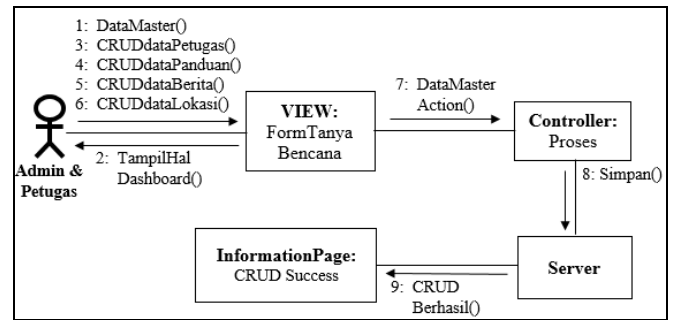 1: DataMaster()
3: CRUDdataPetugas()
4: CRUDdataPanduan()
5: CRUDdataBerita()
6: CRUDdataLokasi()
Admin &
Petugas
2: TampilHal
Dashboard()
VIEW:
FormTanya
Bencana
7: DataMaster
Action()
Controller:
Proses
8: Simpan()
Server
9: CRUD
Berhasil()
InformationPage:
CRUD Success